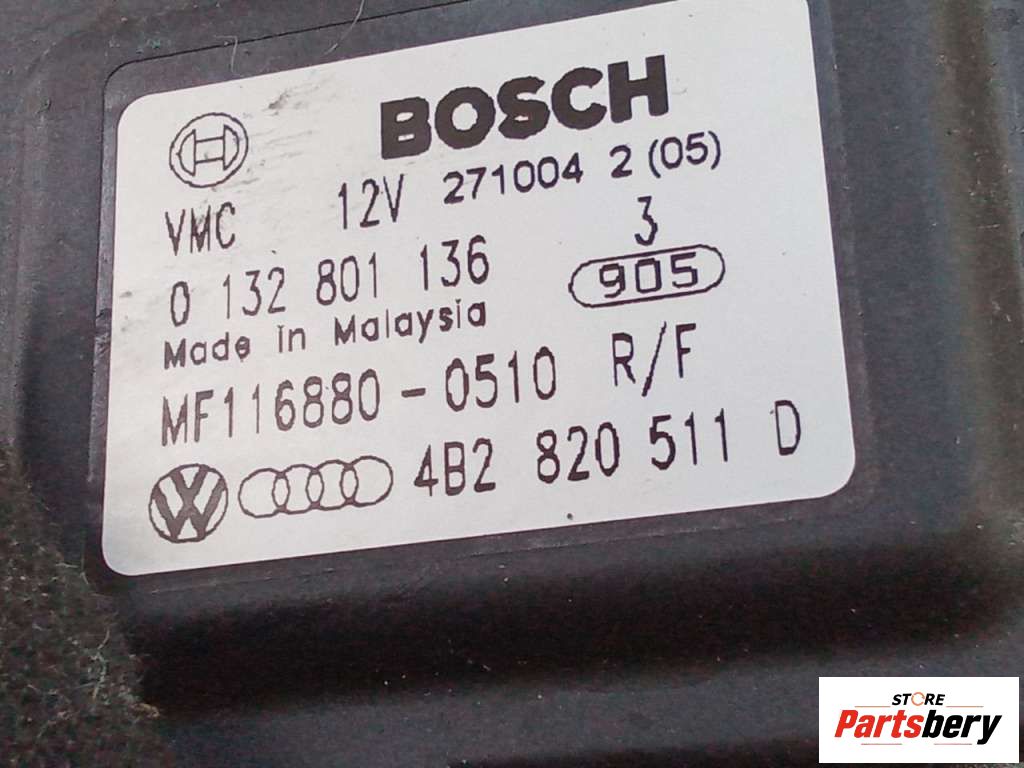 BOSCH
VMC 12V 271004 2 (05)
0 132 801 136 3
905
Made in Malaysia
MF116880-0510 R/F
4B2 820 511 D
STORE
Partsbery